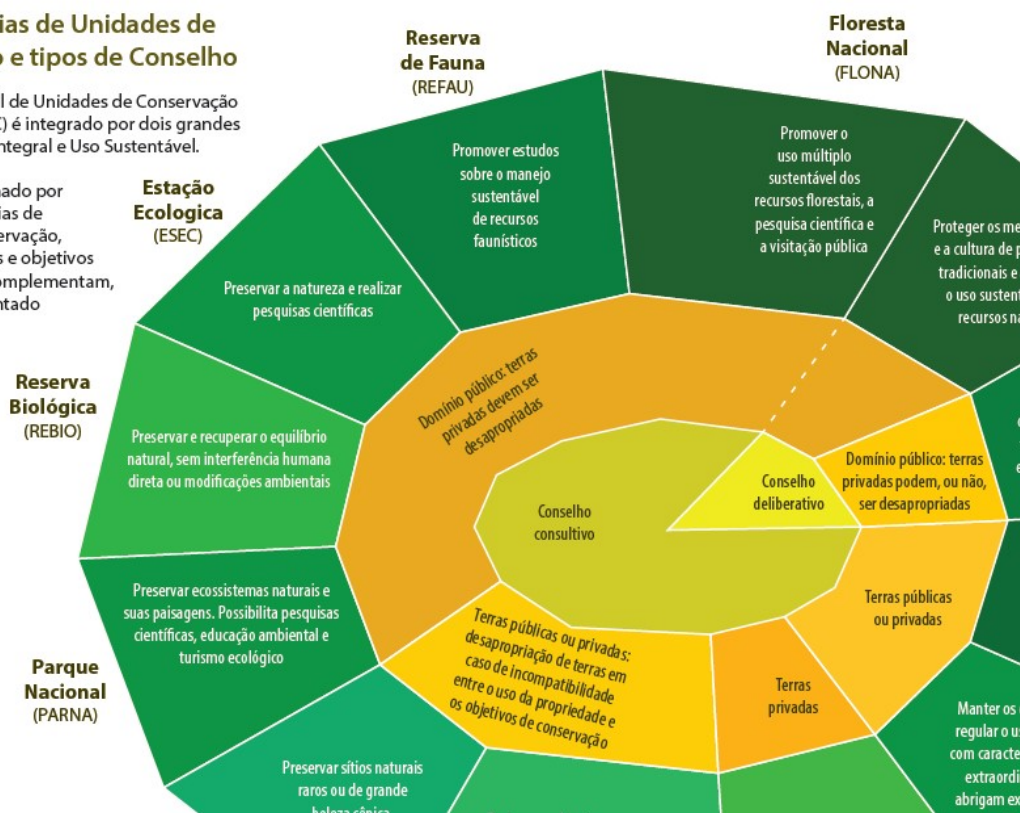 ias de Unidades de
o e tipos de Conselho
l de Unidades de Conservação
C) é integrado por dois grandes
ntegral e Uso Sustentável.
nado por
ias de
ervação,
s e objetivos
omplementam,
ntado
Reserva
de Fauna
(REFAU)
Floresta
Nacional
(FLONA)
Estação
Ecologica
(ESEC)
Reserva
Biológica
(REBIO)
Parque
Nacional
(PARNA)
Promover estudos
sobre o manejo
sustentável
de recursos
faunísticos
Promover o
uso múltiplo
sustentável dos
recursos florestais, a
pesquisa científica e
a visitação pública
Proteger os me
e a cultura de p
tradicionais e
o uso sustent
recursos na
Preservar a natureza e realizar
pesquisas científicas
Preservar e recuperar o equilíbrio
natural, sem interferência humana
direta ou modificações ambientais
Preservar ecossistemas naturais e
suas paisagens. Possibilita pesquisas
científicas, educação ambiental e
turismo ecológico
Preservar sítios naturais
raros ou de grande
beleza cênica
Domínio público: terras
privadas devem ser
desapropriadas
Conselho
consultivo
Conselho
deliberativo
Domínio público: terras
privadas podem, ou não,
ser desapropriadas
Terras públicas
ou privadas
Terras
privadas
Terras públicas ou privadas:
desapropriação de terras em
caso de incompatibilidade
entre o uso da propriedade e
os objetivos de conservação
Manter os
regular o us
com caracte
extraordi
abrigam ex